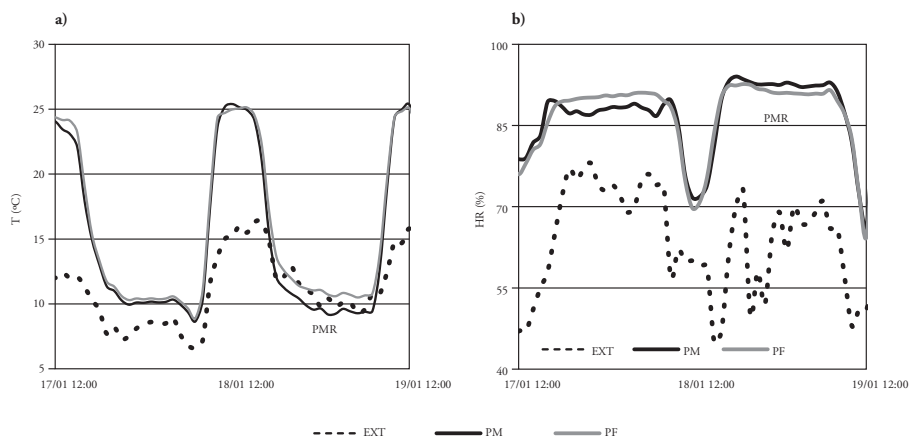 a)
T (ºC)
30
25
20
15
10
5
PMR
17/01 12:00
18/01 12:00
19/01 12:00
b)
HR (%)
100
85
70
55
40
PMR
EXT PM PF
17/01 12:00
18/01 12:00
19/01 12:00
EXT PM PF